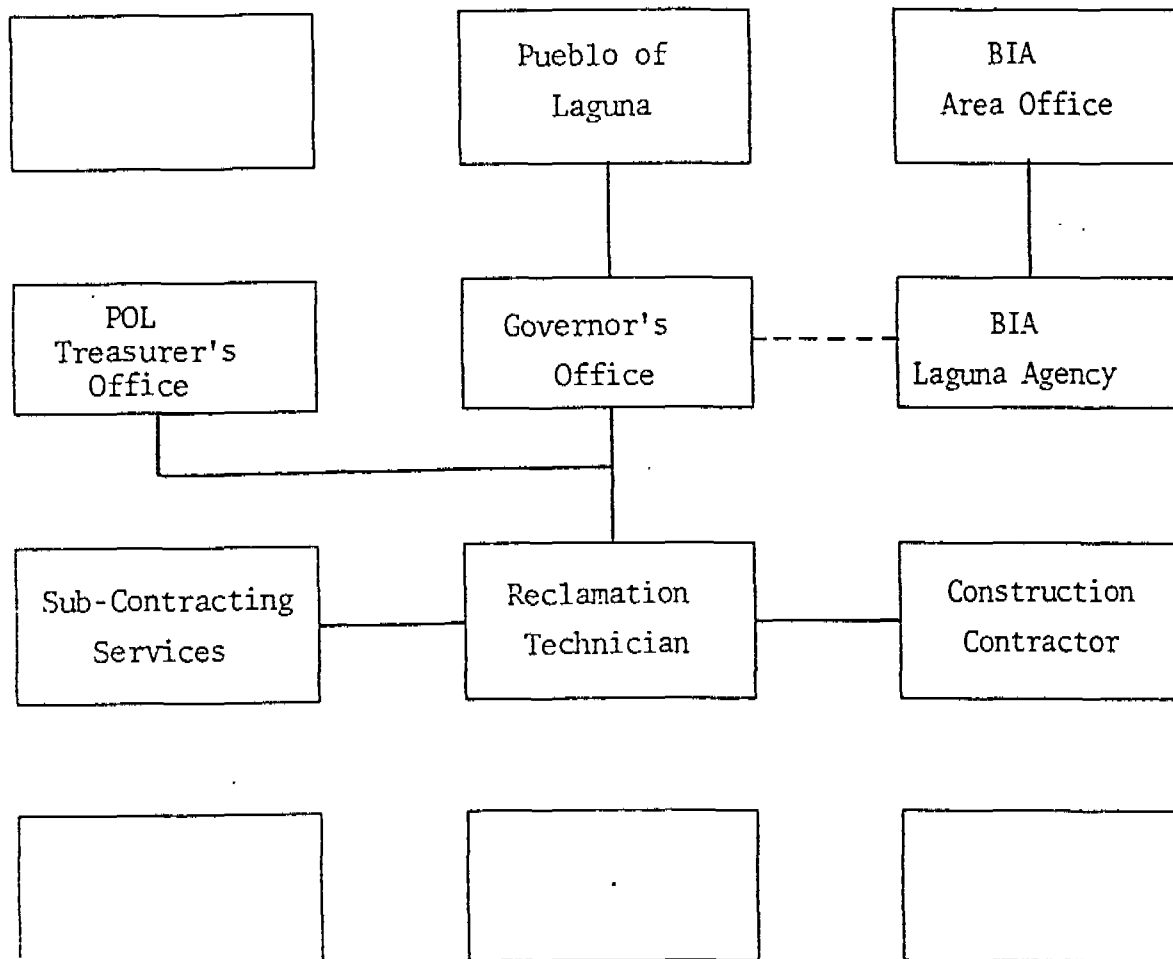 Pueblo of
Laguna
BIA
Area Office
POL
Treasurer's
Office
Governor's
Office
BIA
Laguna Agency
Sub-Contracting
Services
Reclamation
Technician
Construction
Contractor